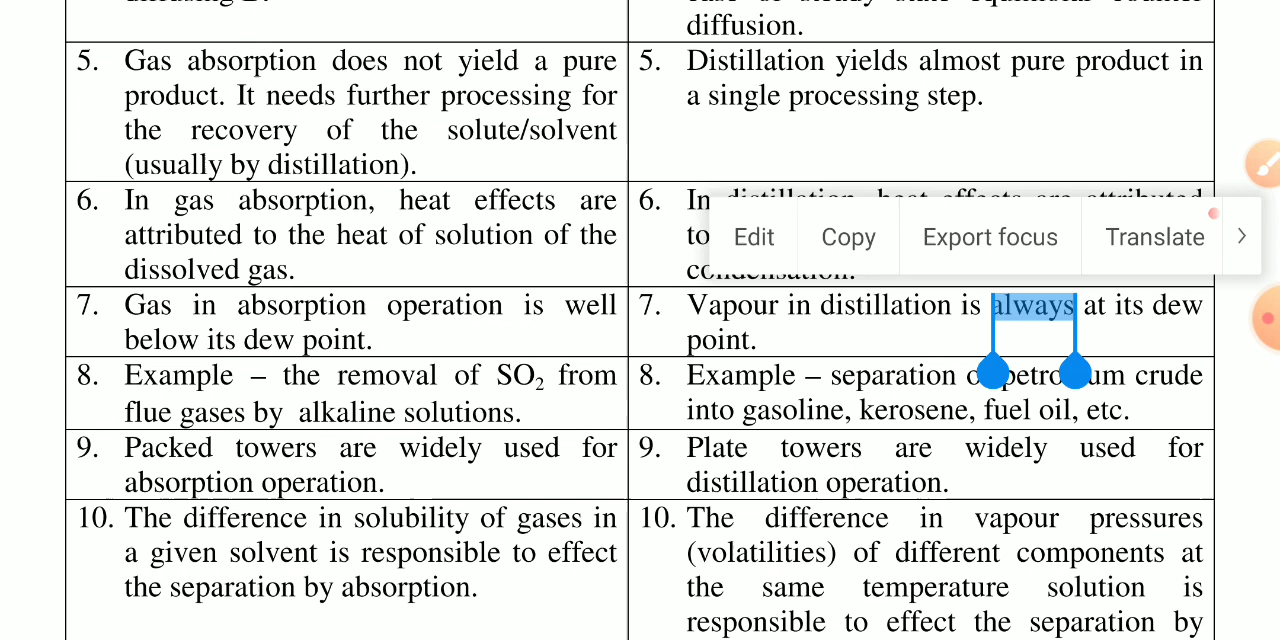 diffusion.
5. Gas absorption does not yield a pure
product. It needs further processing for
the recovery of the solute/solvent
(usually by distillation).
5. Distillation yields almost pure product in
a single processing step.
6. In gas absorption, heat effects are
attributed to the heat of solution of the
dissolved gas.
6. In distillation, heat effects are attributed
to
condensation.
Edit Copy Export focus Translate
7. Gas in absorption operation is well
below its dew point.
7. Vapour in distillation is always at its dew
point.
8. Example – the removal of SO₂ from
flue gases by alkaline solutions.
8. Example – separation of petroleum crude
into gasoline, kerosene, fuel oil, etc.
9. Packed towers are widely used for
absorption operation.
9. Plate towers are widely used for
distillation operation.
10. The difference in solubility of gases in
a given solvent is responsible to effect
the separation by absorption.
10. The difference in vapour pressures
(volatilities) of different components at
the same temperature solution is
responsible to effect the separation by